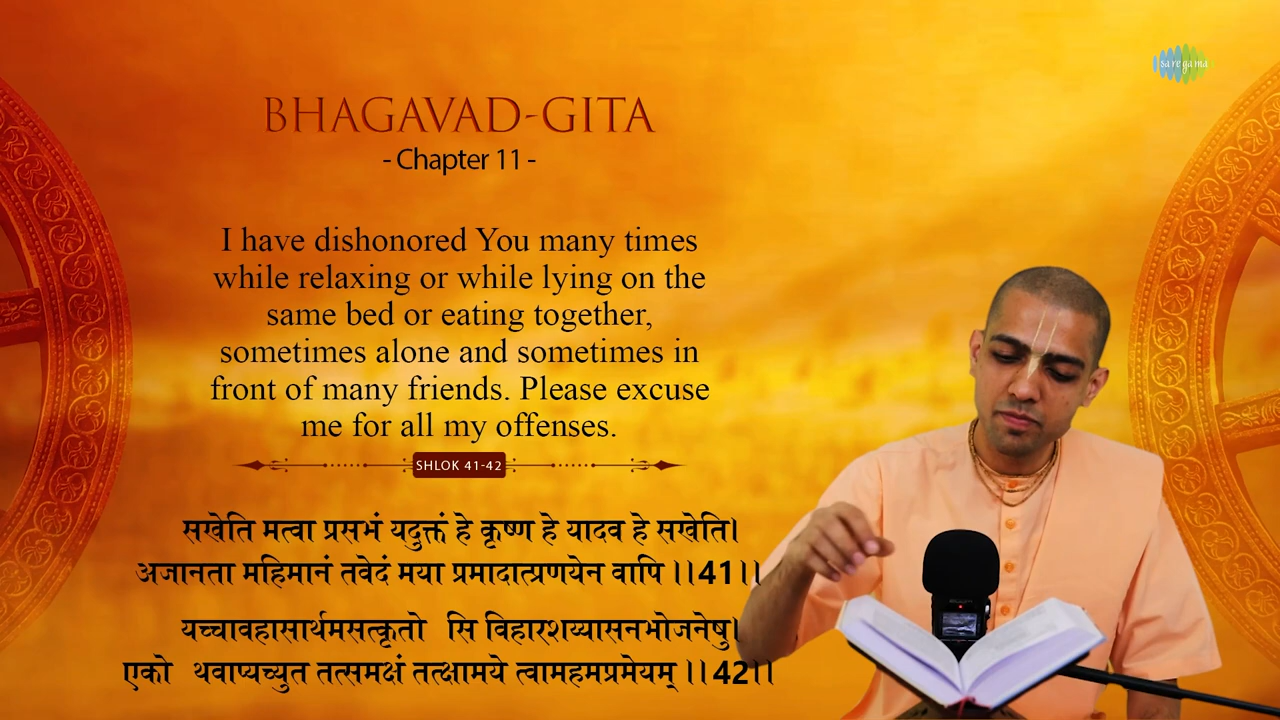 saregama
BHAGAVAD-GITA
- Chapter 11 -
I have dishonored You many times
while relaxing or while lying on the
same bed or eating together,
sometimes alone and sometimes in
front of many friends. Please excuse
me for all my offenses.
SHLOK 41-42
सखेति मत्वा प्रसभं यदुक्तं हे कृष्ण हे यादव हे सखेति।
अजानता महिमानं तवेदं मया प्रमादात्प्रणयेन वापि ।।41।।
यच्चावहासार्थमसत्कृतो सि विहारशय्यासनभोजनेषु।
एको थवाप्यच्युत तत्समक्षं तत्क्षामये त्वामहमप्रमेयम् ।।42।।